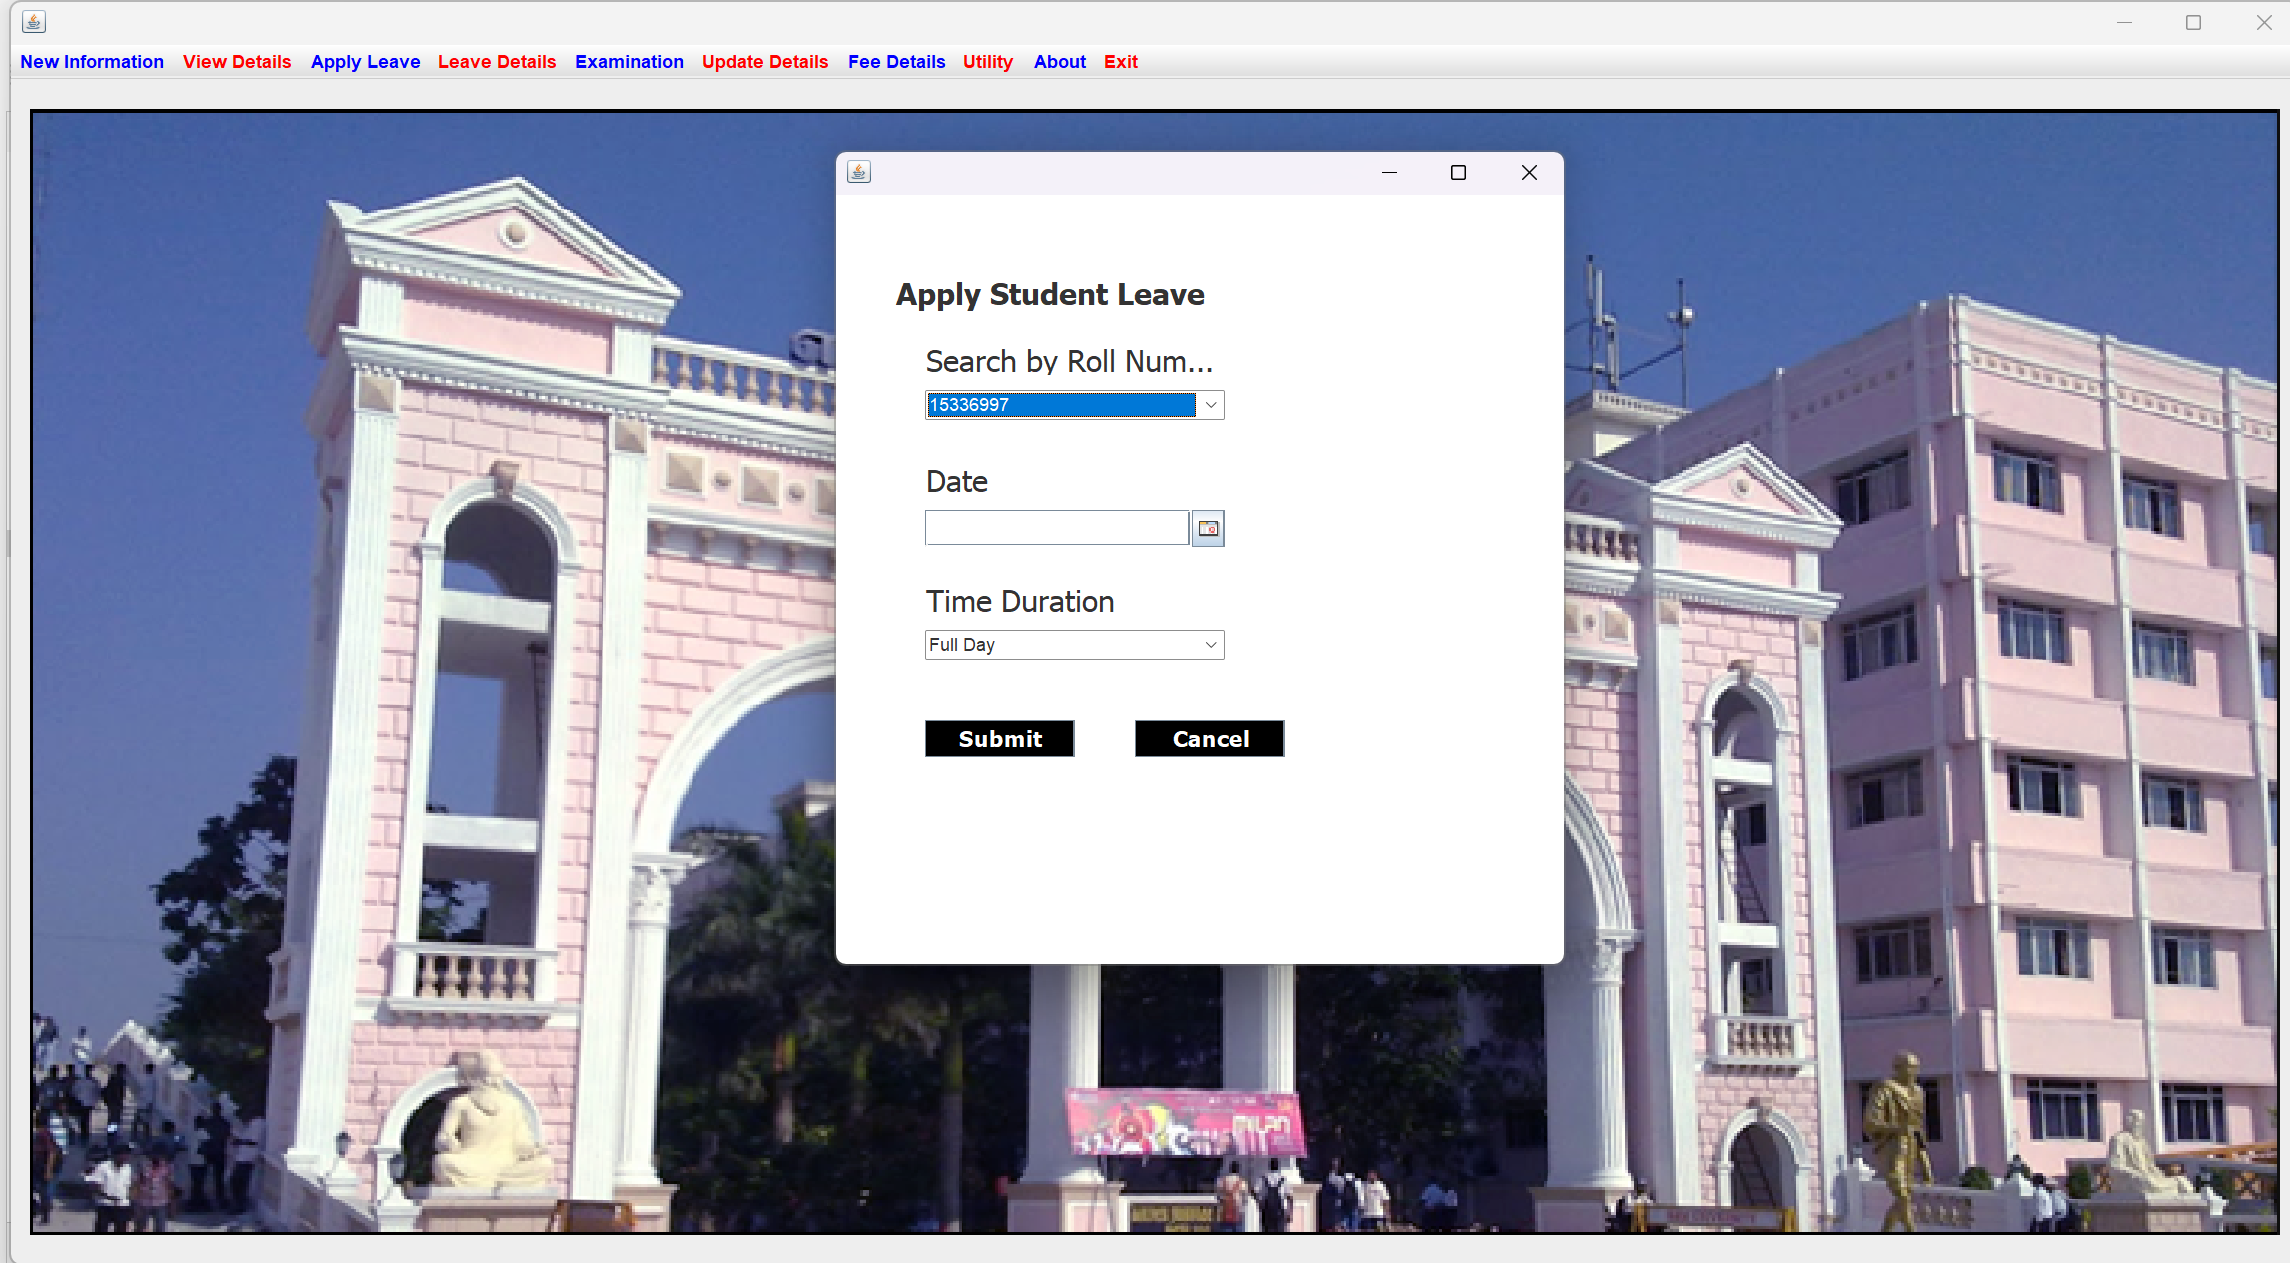 New Information View Details Apply Leave Leave Details Examination Update Details Fee Details Utility About Exit
Apply Student Leave
Search by Roll Num...
15336997
Date
Time Duration
Full Day
Submit Cancel
MILAN